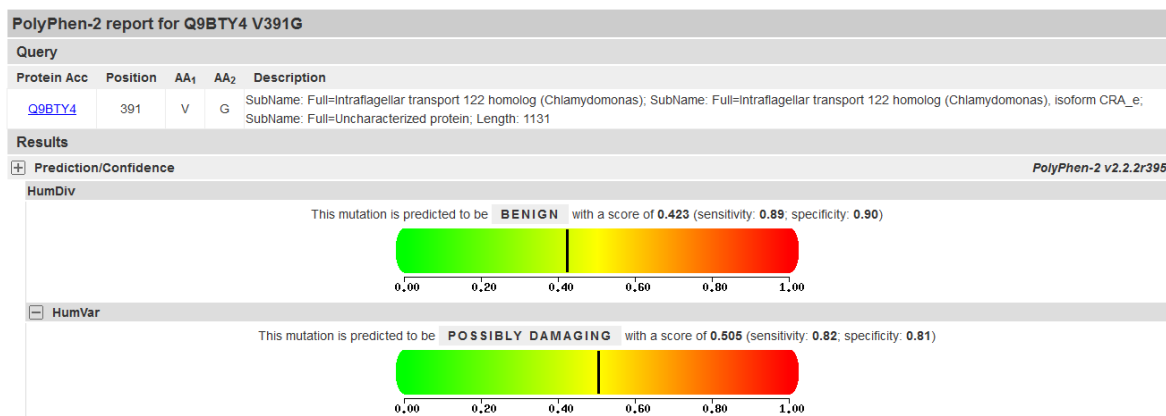 PolyPhen-2 report for Q9BTY4 V391G
Query
Protein Acc Position AA₁ AA₂ Description
Q9BTY4 391 V G SubName: Full=Intraflagellar transport 122 homolog (Chlamydomonas); SubName: Full=Intraflagellar transport 122 homolog (Chlamydomonas), isoform CRA_e;
SubName: Full=Uncharacterized protein; Length: 1131
Results
+ Prediction/Confidence PolyPhen-2 v2.2.2r395
HumDiv
This mutation is predicted to be BENIGN with a score of 0.423 (sensitivity: 0.89; specificity: 0.90)
0.00 0.20 0.40 0.60 0.80 1.00
− HumVar
This mutation is predicted to be POSSIBLY DAMAGING with a score of 0.505 (sensitivity: 0.82; specificity: 0.81)
0.00 0.20 0.40 0.60 0.80 1.00